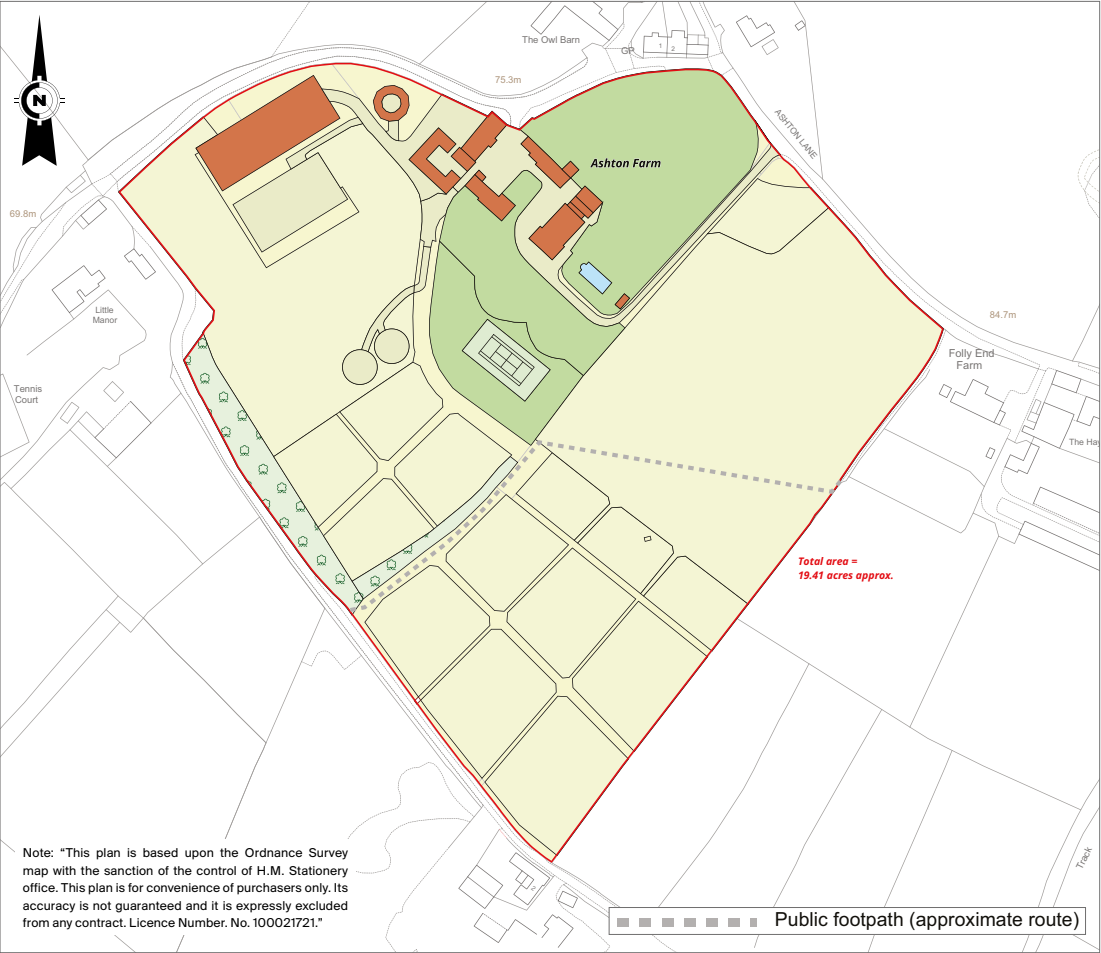 The Owl Barn
GP
1
2
75.3m
N
ASHTON LANE
Ashton Farm
69.8m
Little
Manor
84.7m
Folly End
Farm
Tennis
Court
The Hay
Total area =
19.41 acres approx.
Track
Note: “This plan is based upon the Ordnance Survey
map with the sanction of the control of H.M. Stationery
office. This plan is for convenience of purchasers only. Its
accuracy is not guaranteed and it is expressly excluded
from any contract. Licence Number. No. 100021721.”
2
Public footpath (approximate route)